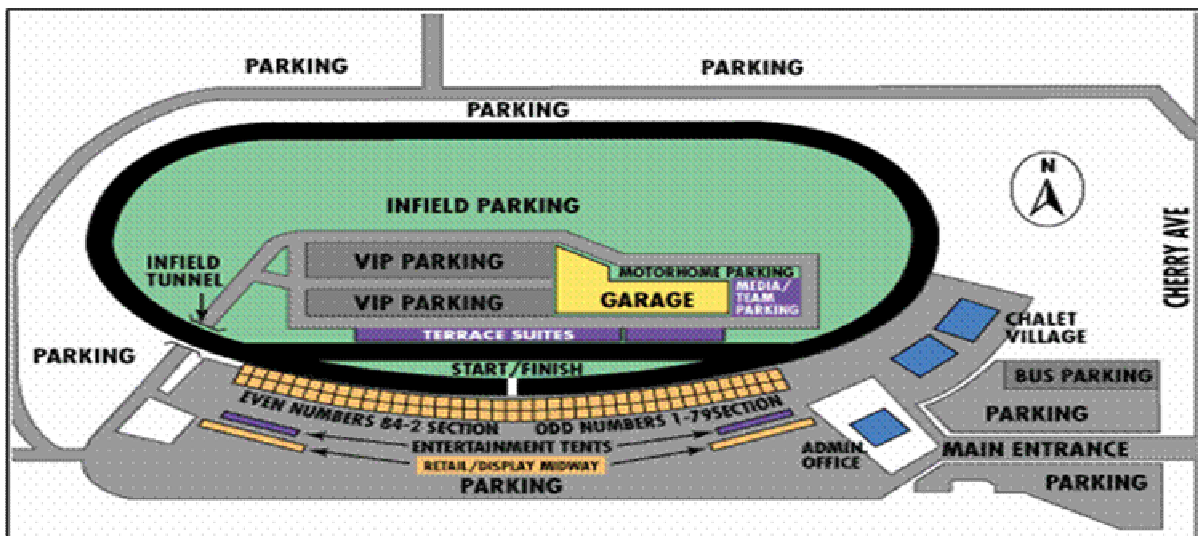 PARKING
PARKING
PARKING
N
CHERRY AVE
INFIELD PARKING
INFIELD
TUNNEL
VIP PARKING
MOTORHOME PARKING
VIP PARKING
GARAGE
MEDIA/
TEAM
PARKING
TERRACE SUITES
CHALET
VILLAGE
PARKING
START/FINISH
BUS PARKING
EVEN NUMBERS 84-2 SECTION
ODD NUMBERS 1-79SECTION
PARKING
ENTERTAINMENT TENTS
ADMIN.
OFFICE
MAIN ENTRANCE
RETAIL/DISPLAY MIDWAY
PARKING
PARKING